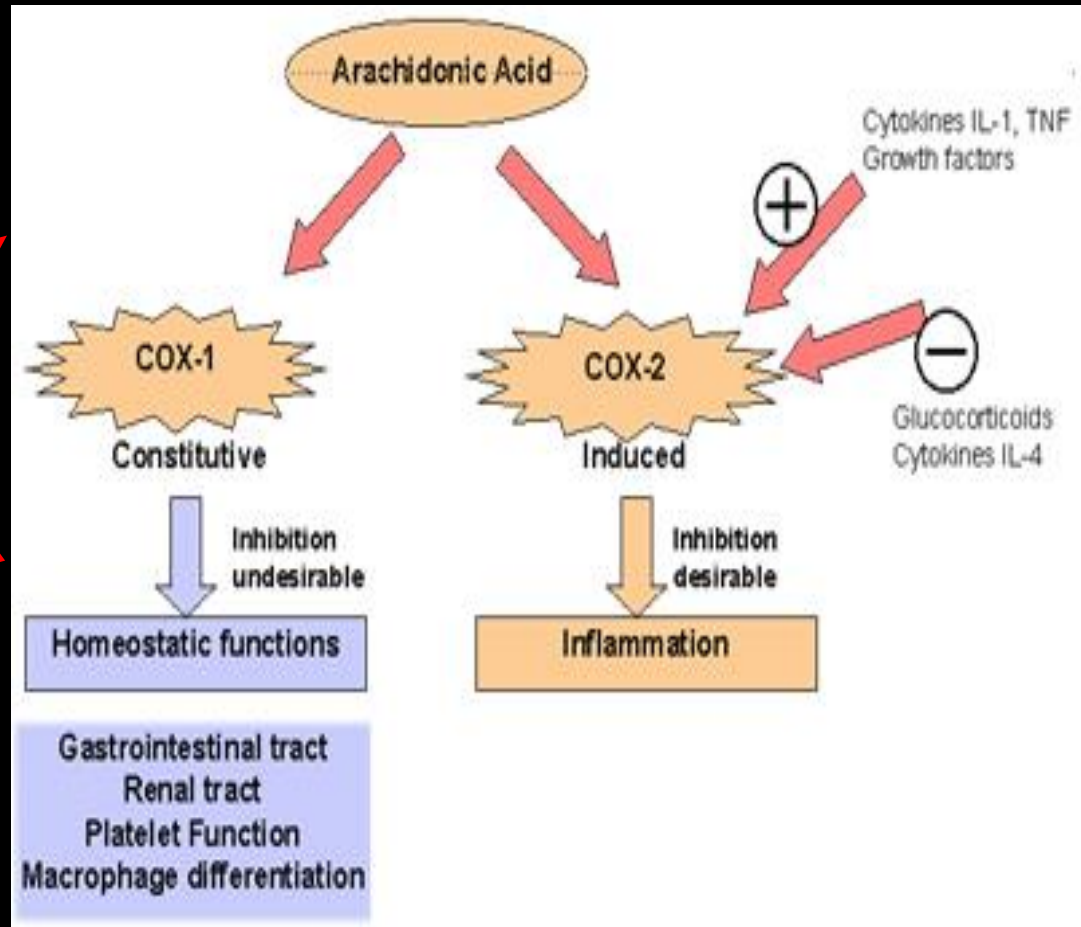 Arachidonic Acid
Cytokines IL-1, TNF
Growth factors
+
COX-1
COX-2
−
Glucocorticoids
Cytokines IL-4
Constitutive
Induced
Inhibition
undesirable
Inhibition
desirable
Homeostatic functions
Inflammation
Gastrointestinal tract
Renal tract
Platelet Function
Macrophage differentiation